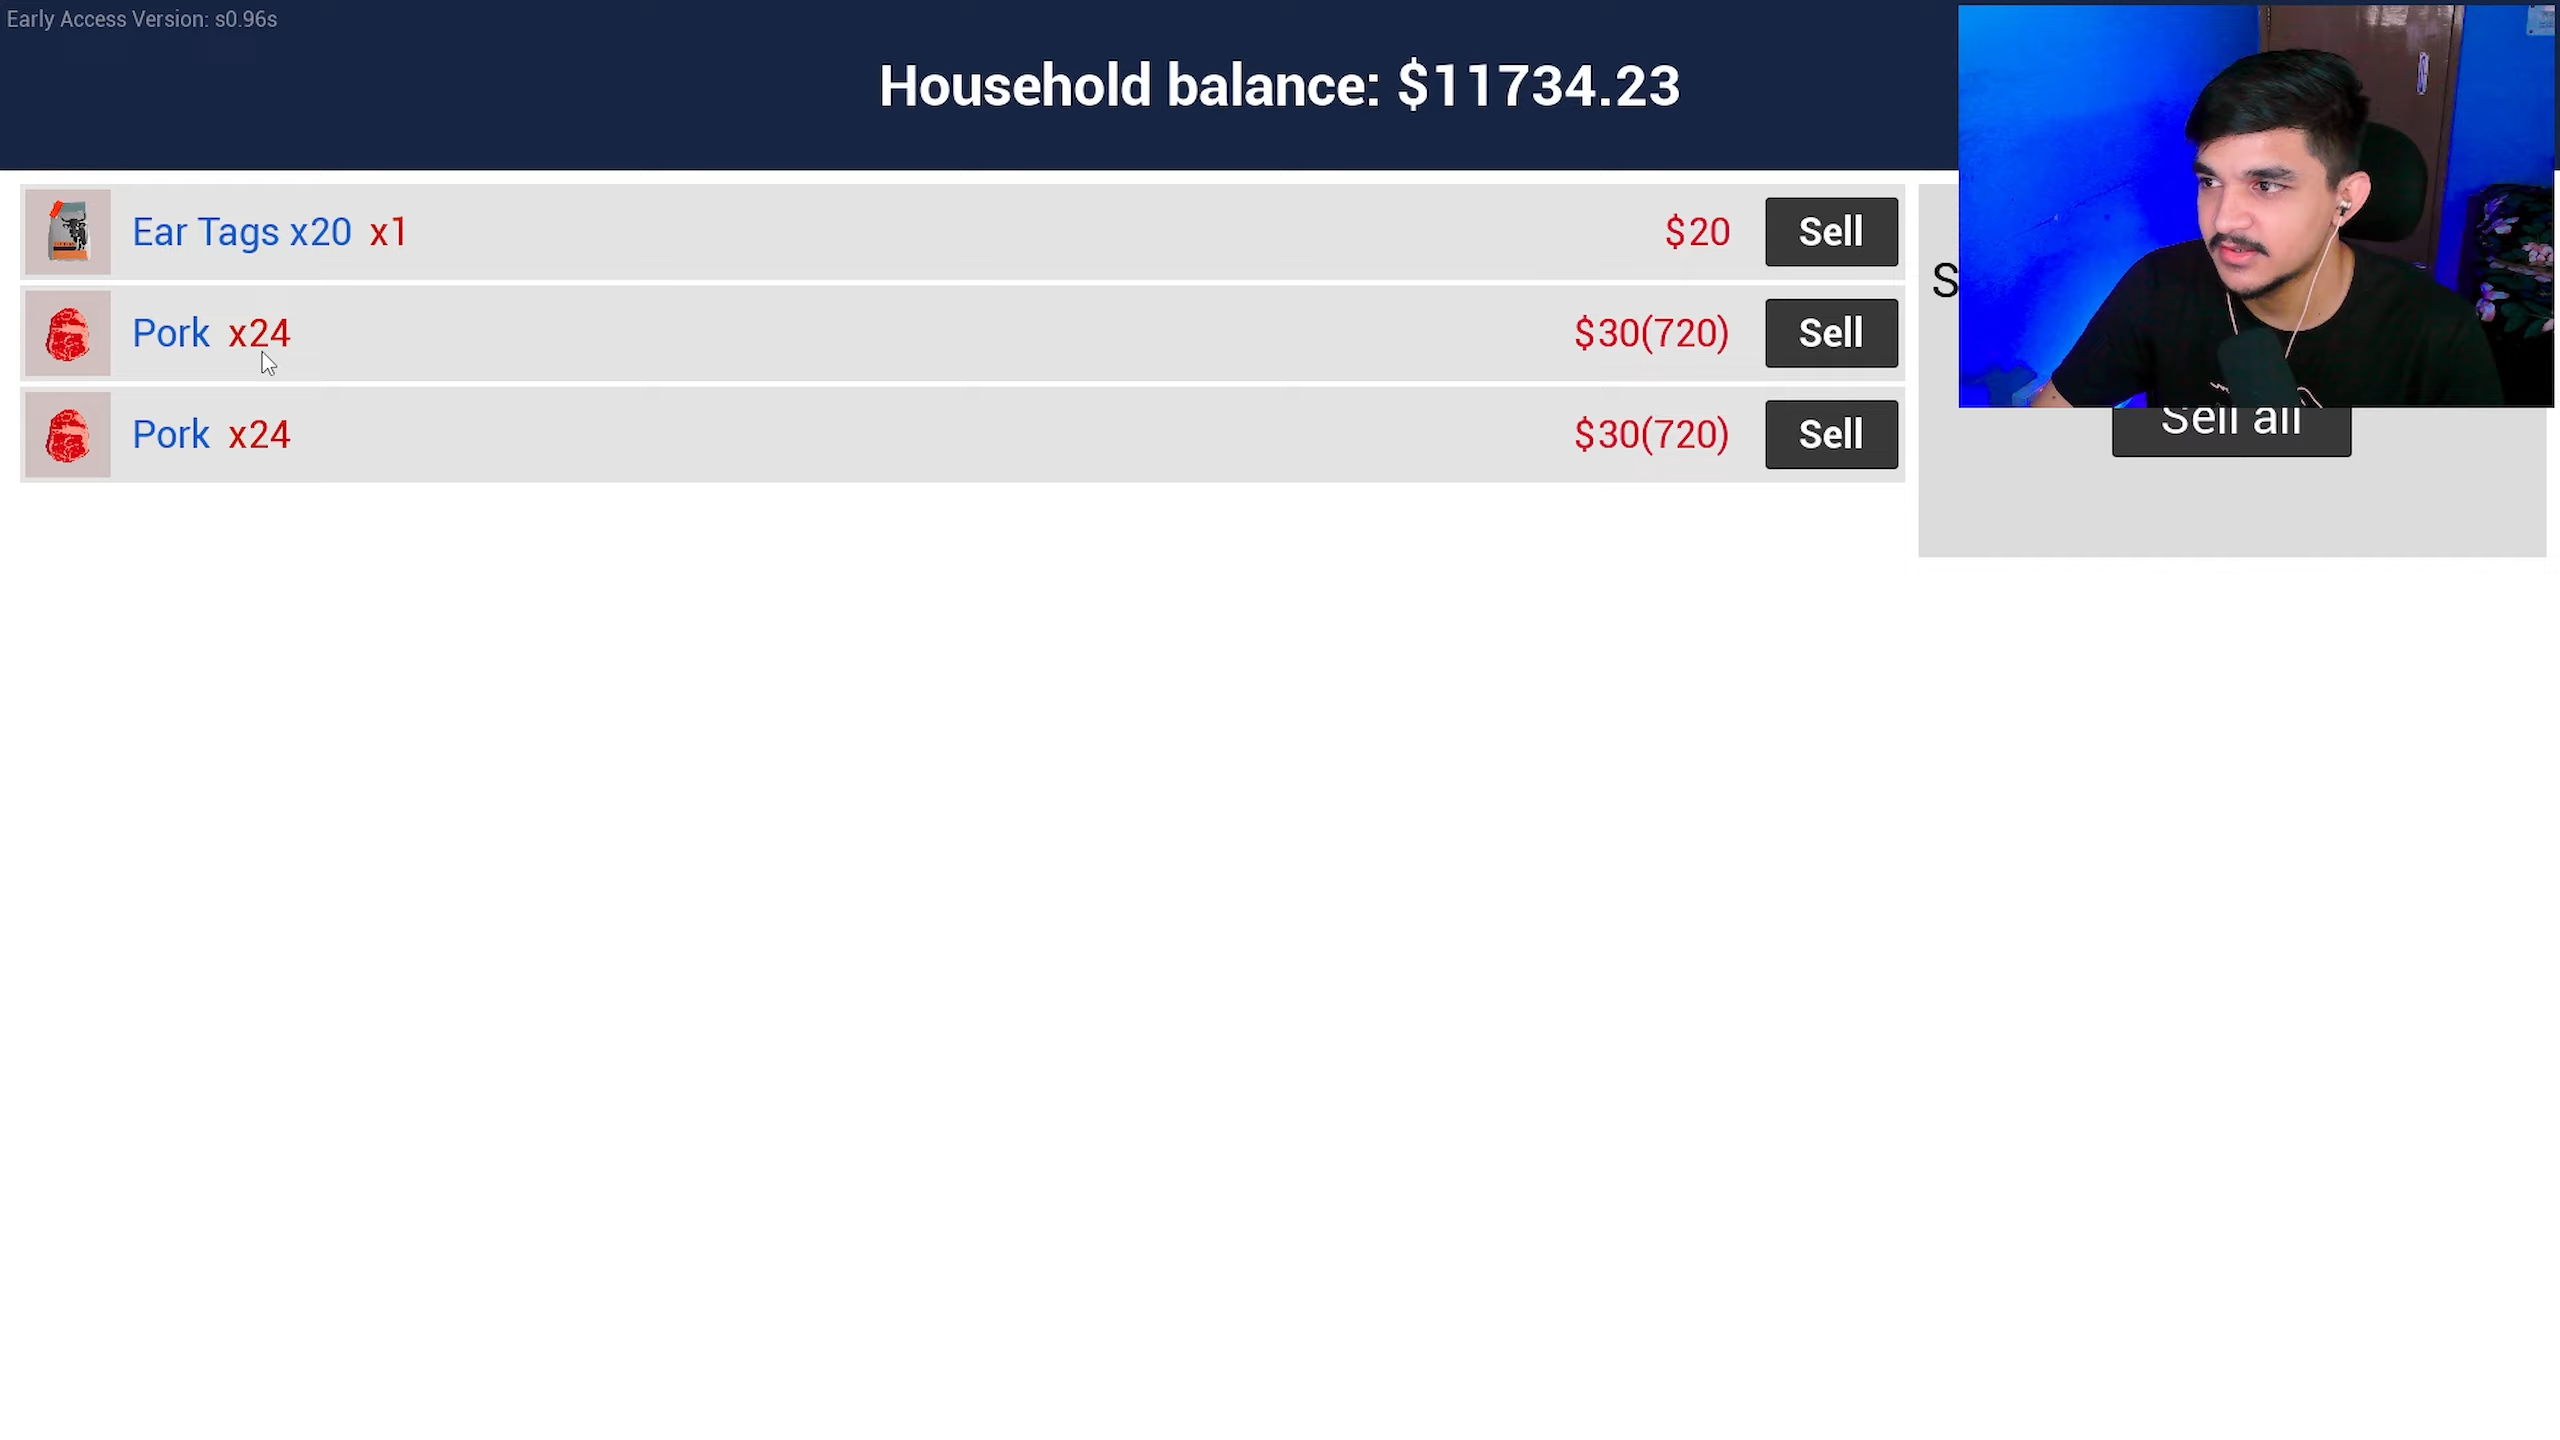 Early Access Version: s0.96s
Household balance: $11734.23
Ear Tags x20 x1 $20 Sell
Pork x24 $30(720) Sell
Pork x24 $30(720) Sell
Sell all